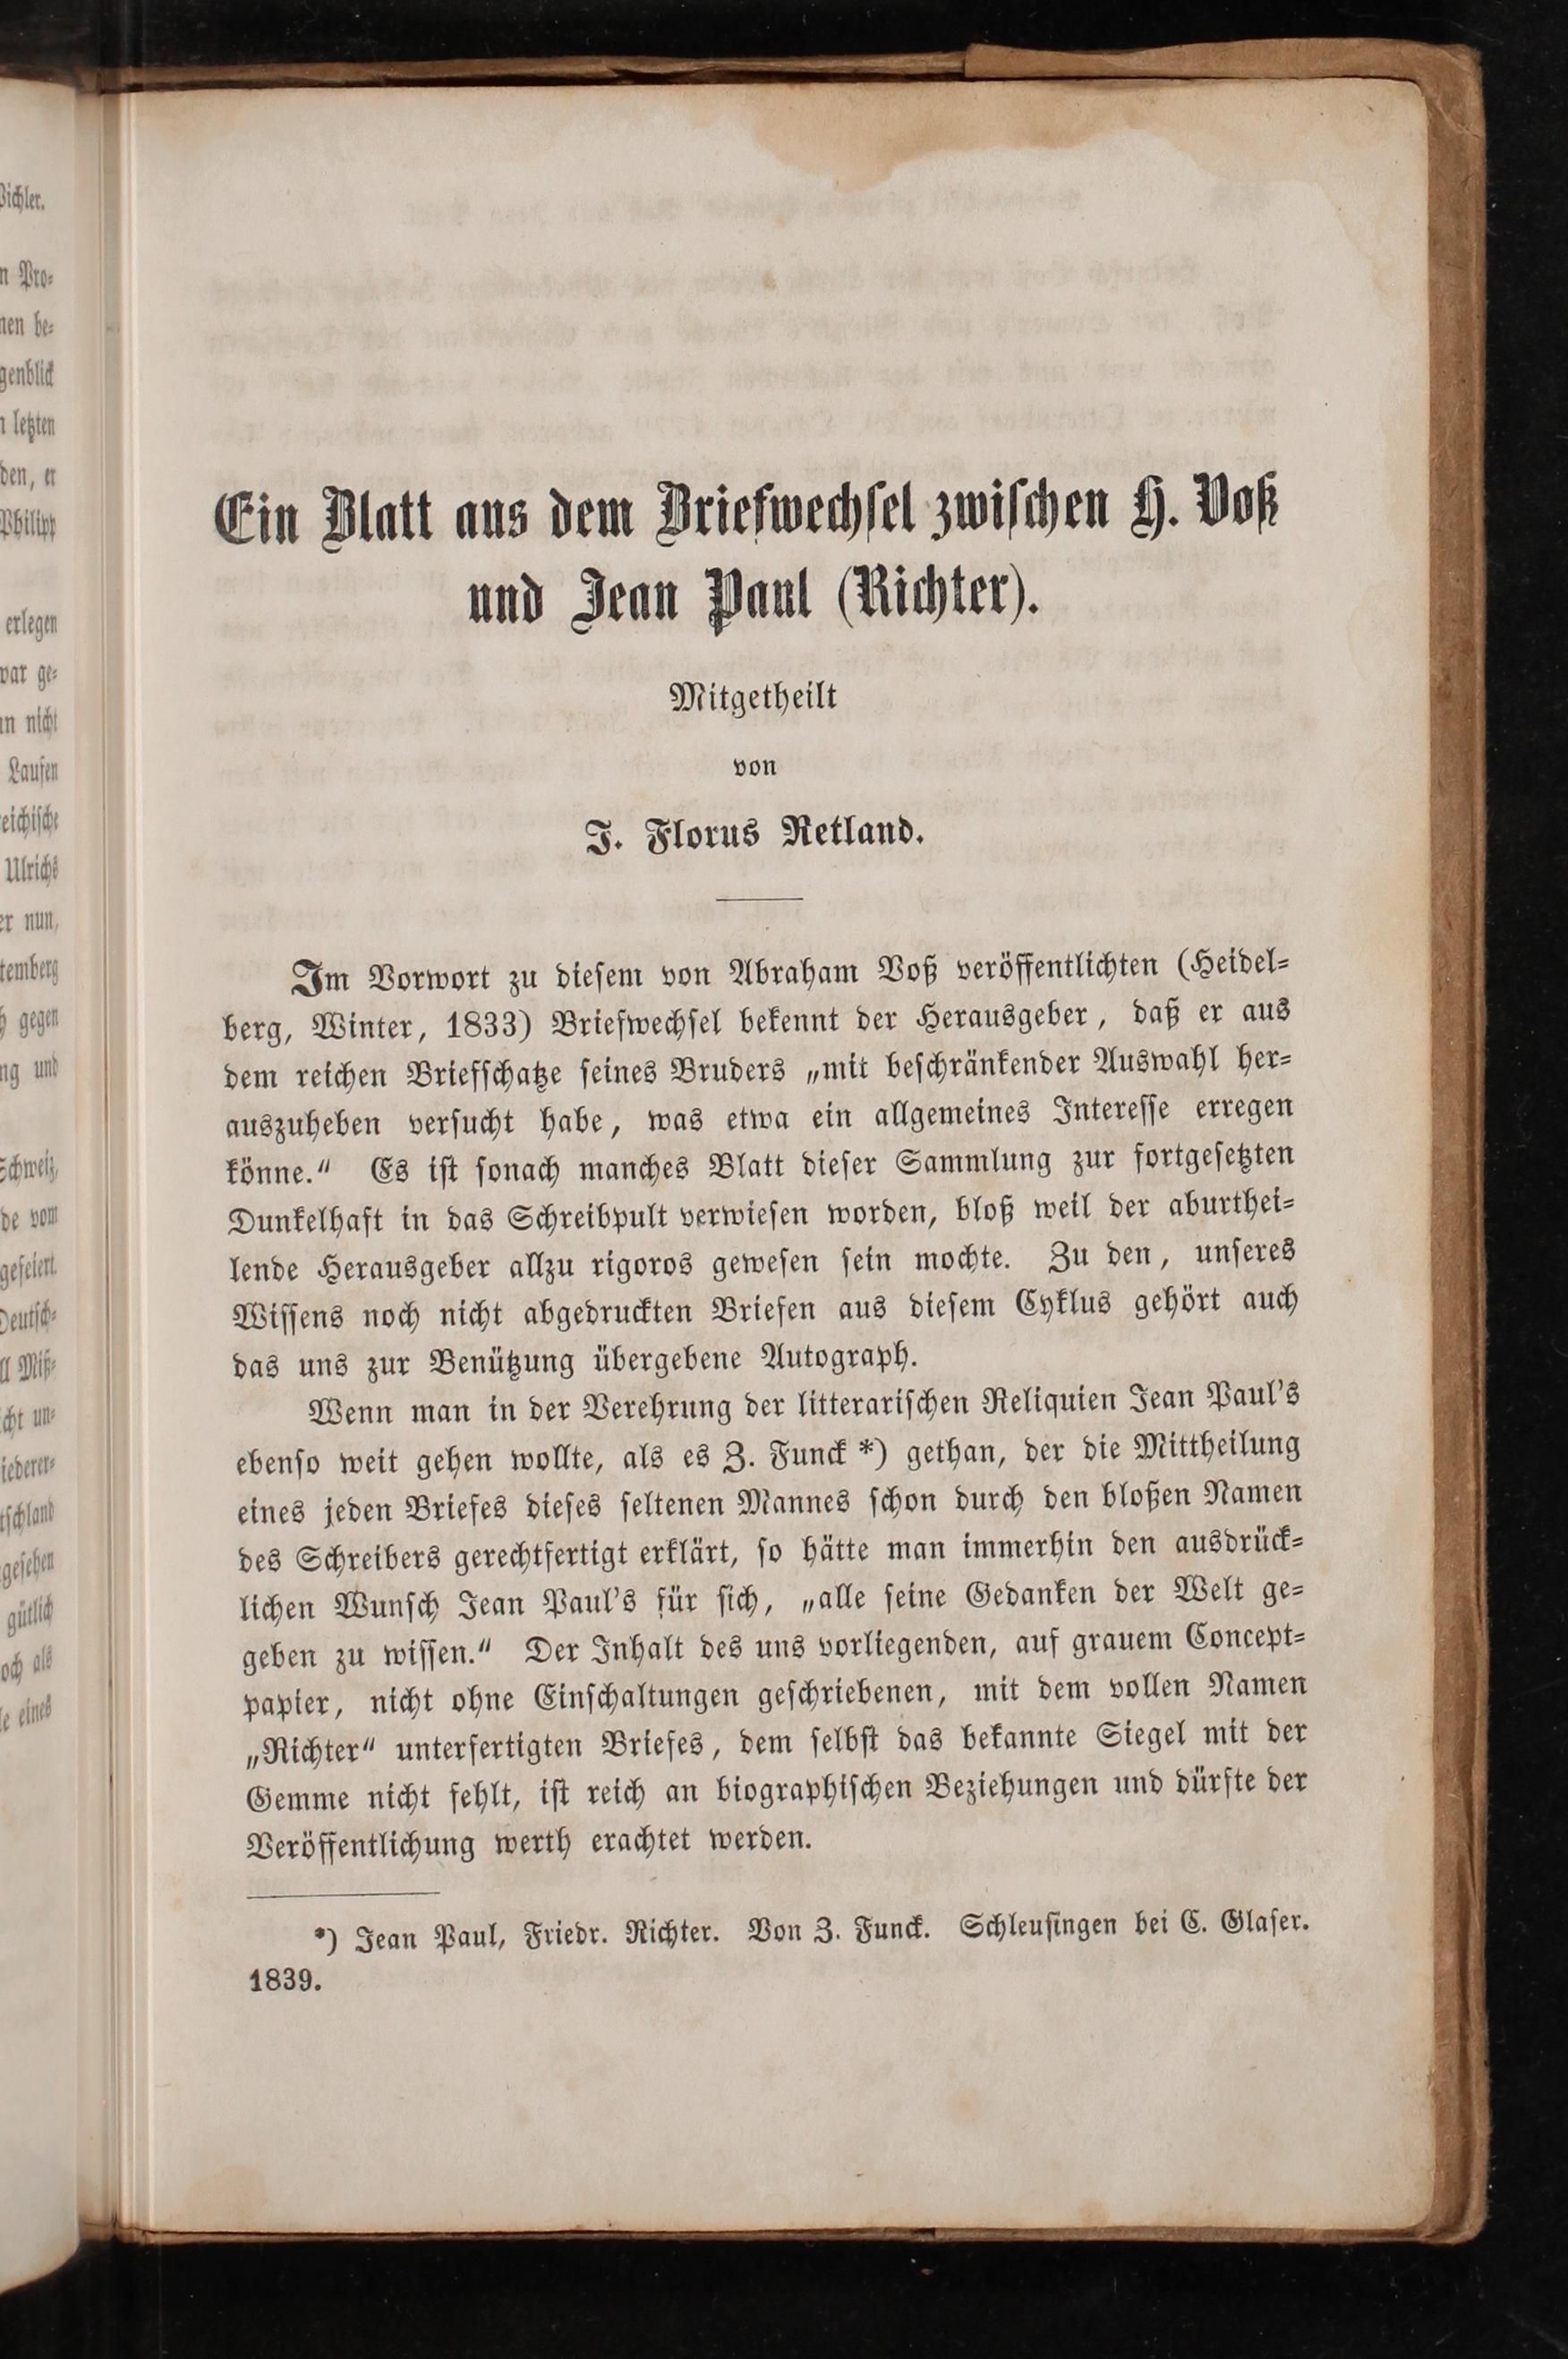 Ein Blatt aus dem Briefwechsel zwischen H. Voß
und Jean Paul (Richter).
Mitgetheilt
von
J. Florus Retland.
Im Vorwort zu diesem von Abraham Voß veröffentlichten (Heidel-
berg, Winter, 1833) Briefwechsel bekennt der Herausgeber, daß er aus
dem reichen Briefschatze seines Bruders „mit beschränkender Auswahl her-
auszuheben versucht habe, was etwa ein allgemeines Interesse erregen
könne.“ Es ist sonach manches Blatt dieser Sammlung zur fortgesetzten
Dunkelhaft in das Schreibpult verwiesen worden, bloß weil der aburthei-
lende Herausgeber allzu rigoros gewesen sein mochte. Zu den, unseres
Wissens noch nicht abgedruckten Briefen aus diesem Cyklus gehört auch
das uns zur Benützung übergebene Autograph.
Wenn man in der Verehrung der litterarischen Reliquien Jean Paul's
ebenso weit gehen wollte, als es Z. Funck *) gethan, der die Mittheilung
eines jeden Briefes dieses seltenen Mannes schon durch den bloßen Namen
des Schreibers gerechtfertigt erklärt, so hätte man immerhin den ausdrück-
lichen Wunsch Jean Paul's für sich, „alle seine Gedanken der Welt ge-
geben zu wissen.“ Der Inhalt des uns vorliegenden, auf grauem Concept-
papier, nicht ohne Einschaltungen geschriebenen, mit dem vollen Namen
„Richter“ unterfertigten Briefes, dem selbst das bekannte Siegel mit der
Gemme nicht fehlt, ist reich an biographischen Beziehungen und dürfte der
Veröffentlichung werth erachtet werden.
*) Jean Paul, Friedr. Richter. Von Z. Funck. Schleusingen bei C. Glaser.
1839.